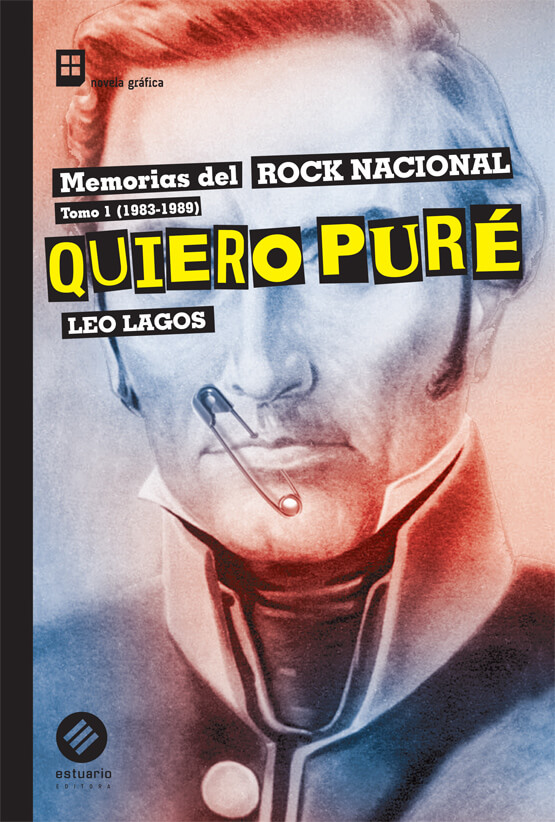 novela gráfica
Memorias del ROCK NACIONAL
Tomo 1 (1983-1989)
QUIERO PURÉ
LEO LAGOS
estuario
EDITORA